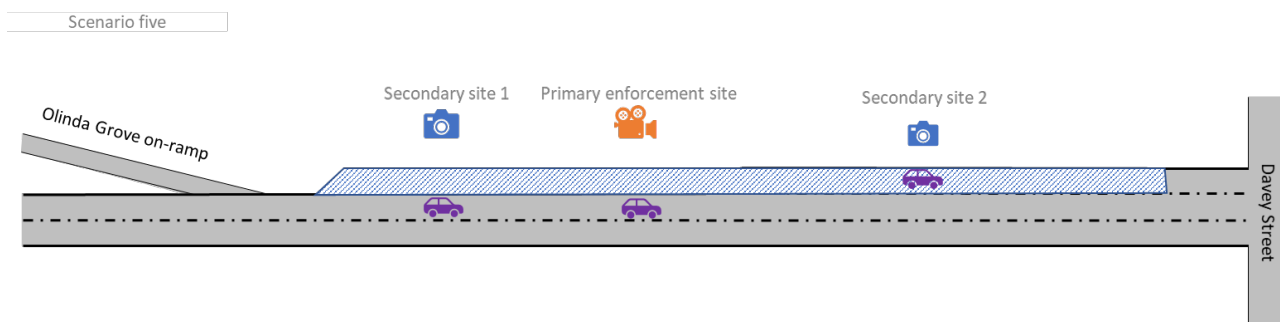 Scenario five
Secondary site 1
Primary enforcement site
Secondary site 2
Olinda Grove on-ramp
Davey Street